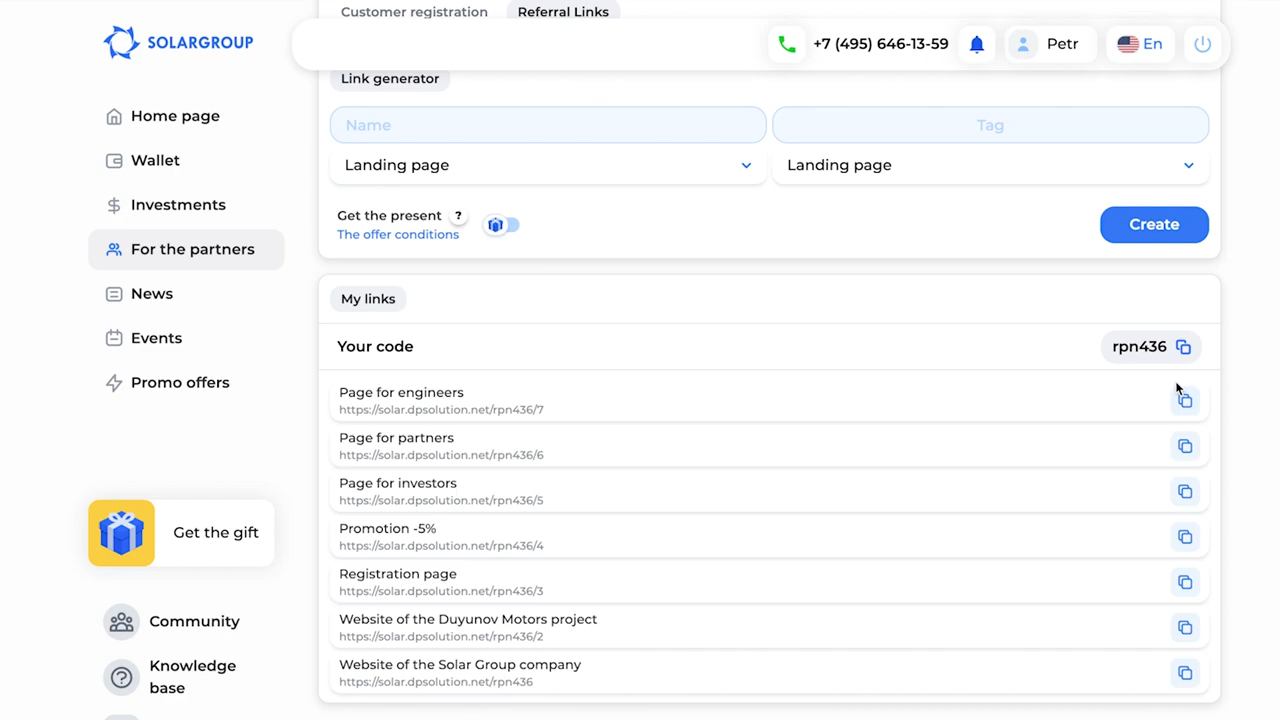 Customer registration
Referral Links
SOLARGROUP
+7 (495) 646-13-59
Petr
En
Home page
Wallet
Investments
For the partners
News
Events
Promo offers
Get the gift
Community
Knowledge
base
Link generator
Name
Tag
Landing page
Landing page
Get the present ?
The offer conditions
Create
My links
Your code
rpn436
Page for engineers
https://solar.dpsolution.net/rpn436/7
Page for partners
https://solar.dpsolution.net/rpn436/6
Page for investors
https://solar.dpsolution.net/rpn436/5
Promotion -5%
https://solar.dpsolution.net/rpn436/4
Registration page
https://solar.dpsolution.net/rpn436/3
Website of the Duyunov Motors project
https://solar.dpsolution.net/rpn436/2
Website of the Solar Group company
https://solar.dpsolution.net/rpn436